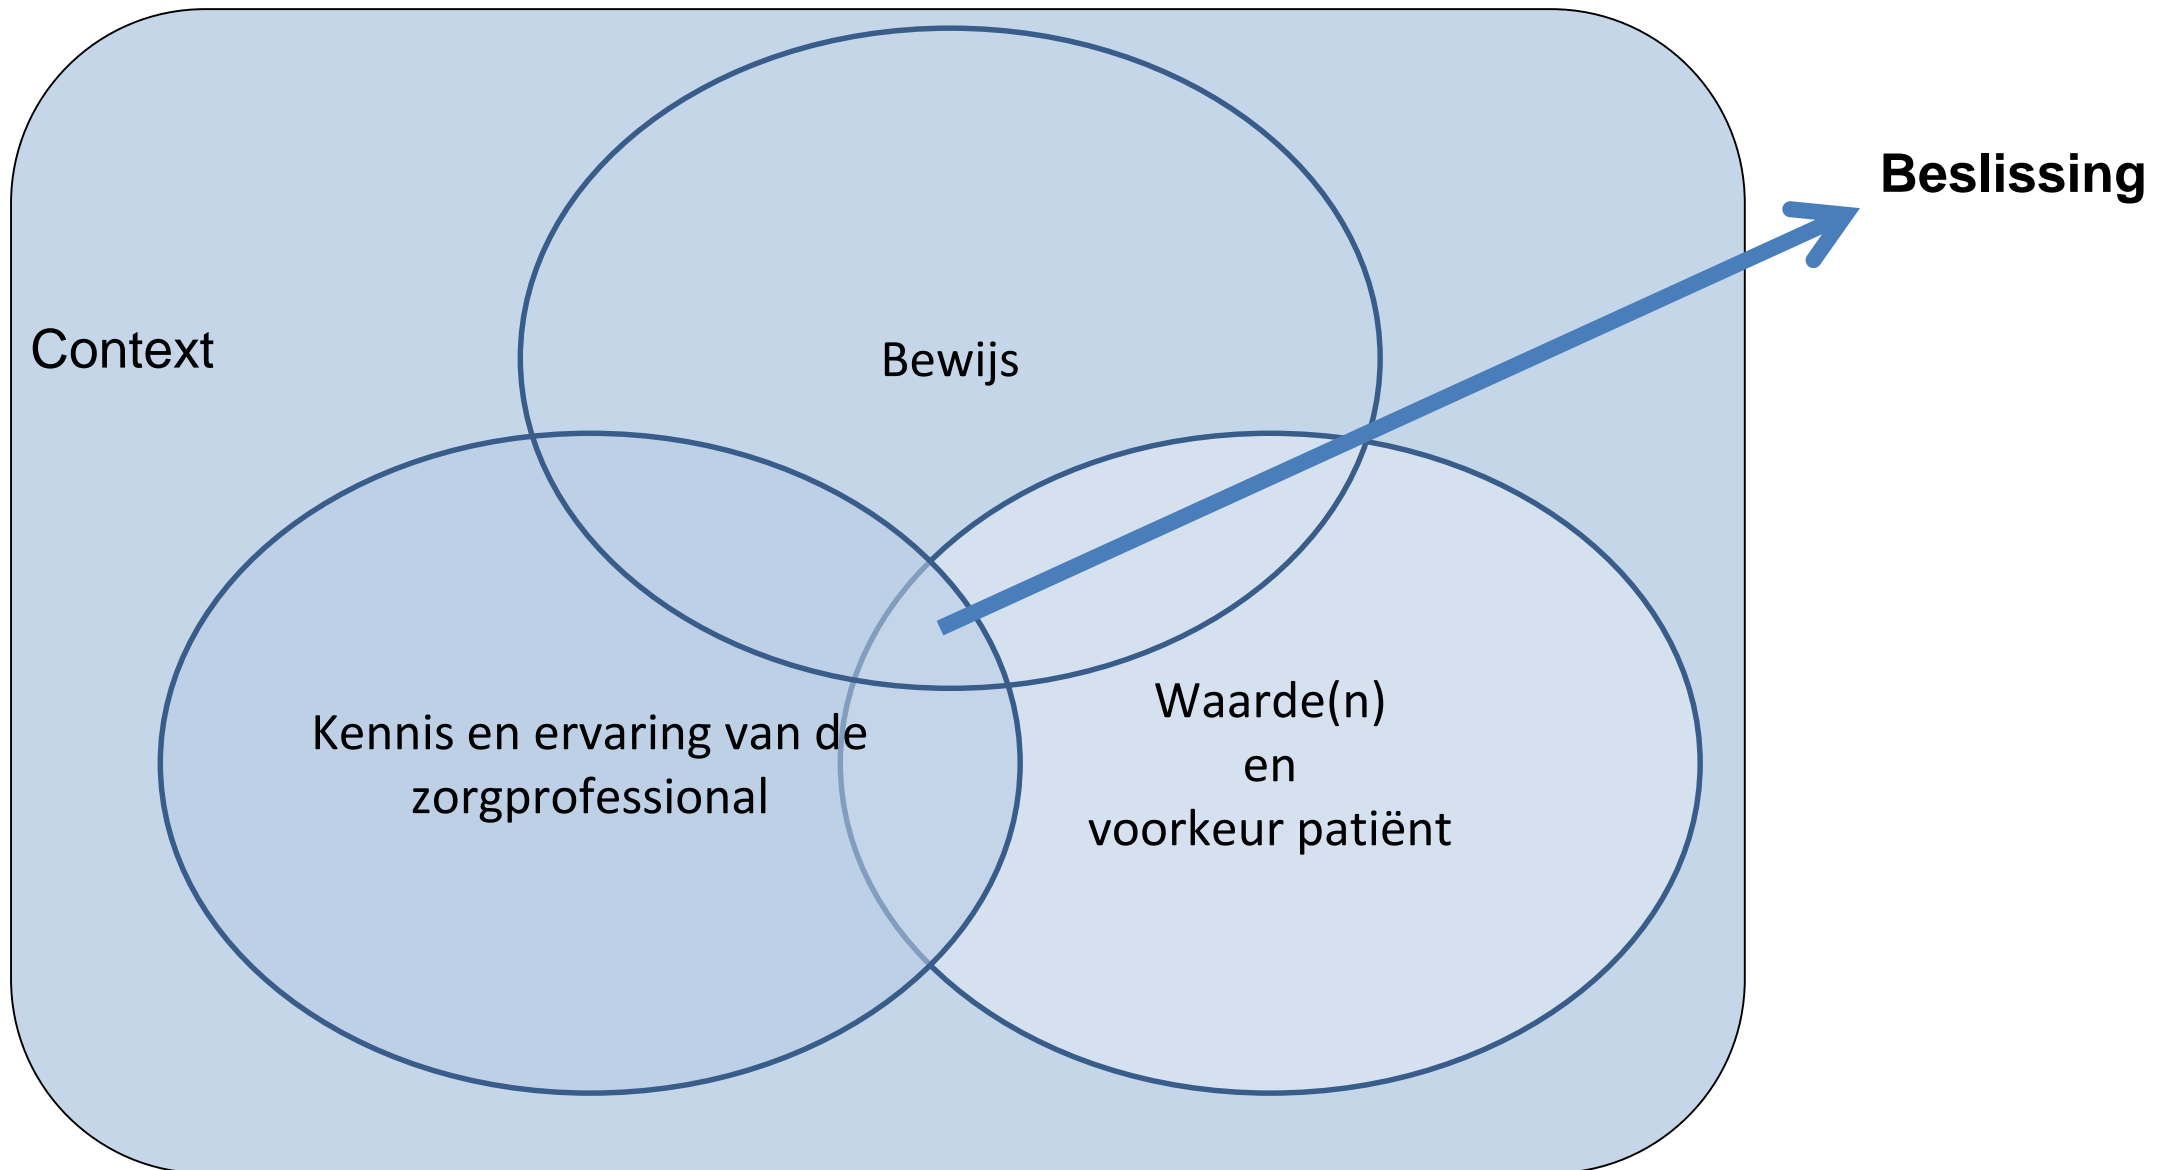 Beslissing
Context
Bewijs
Kennis en ervaring van de
zorgprofessional
Waarde(n)
en
voorkeur patiënt